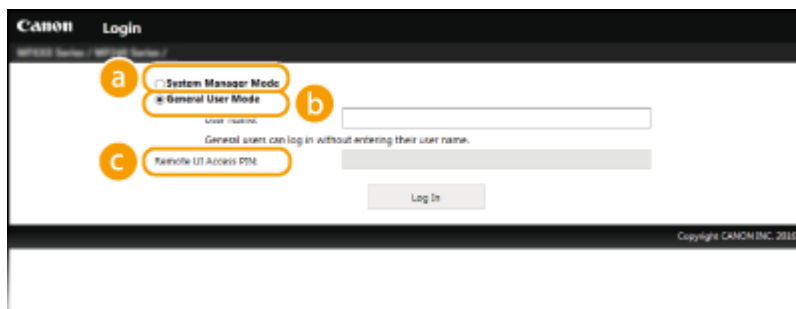 Canon Login
a System Manager Mode
General User Mode b
General users can log in without entering their user name.
c Remote UI Access PIN:
Log In
Copyright CANON INC. 2016